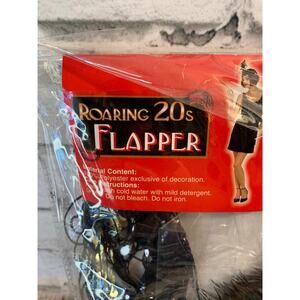 ROARING 20s
FLAPPER
Content:
Polyester exclusive of decoration.
cold water with mild detergent.
Do not bleach. Do not iron.